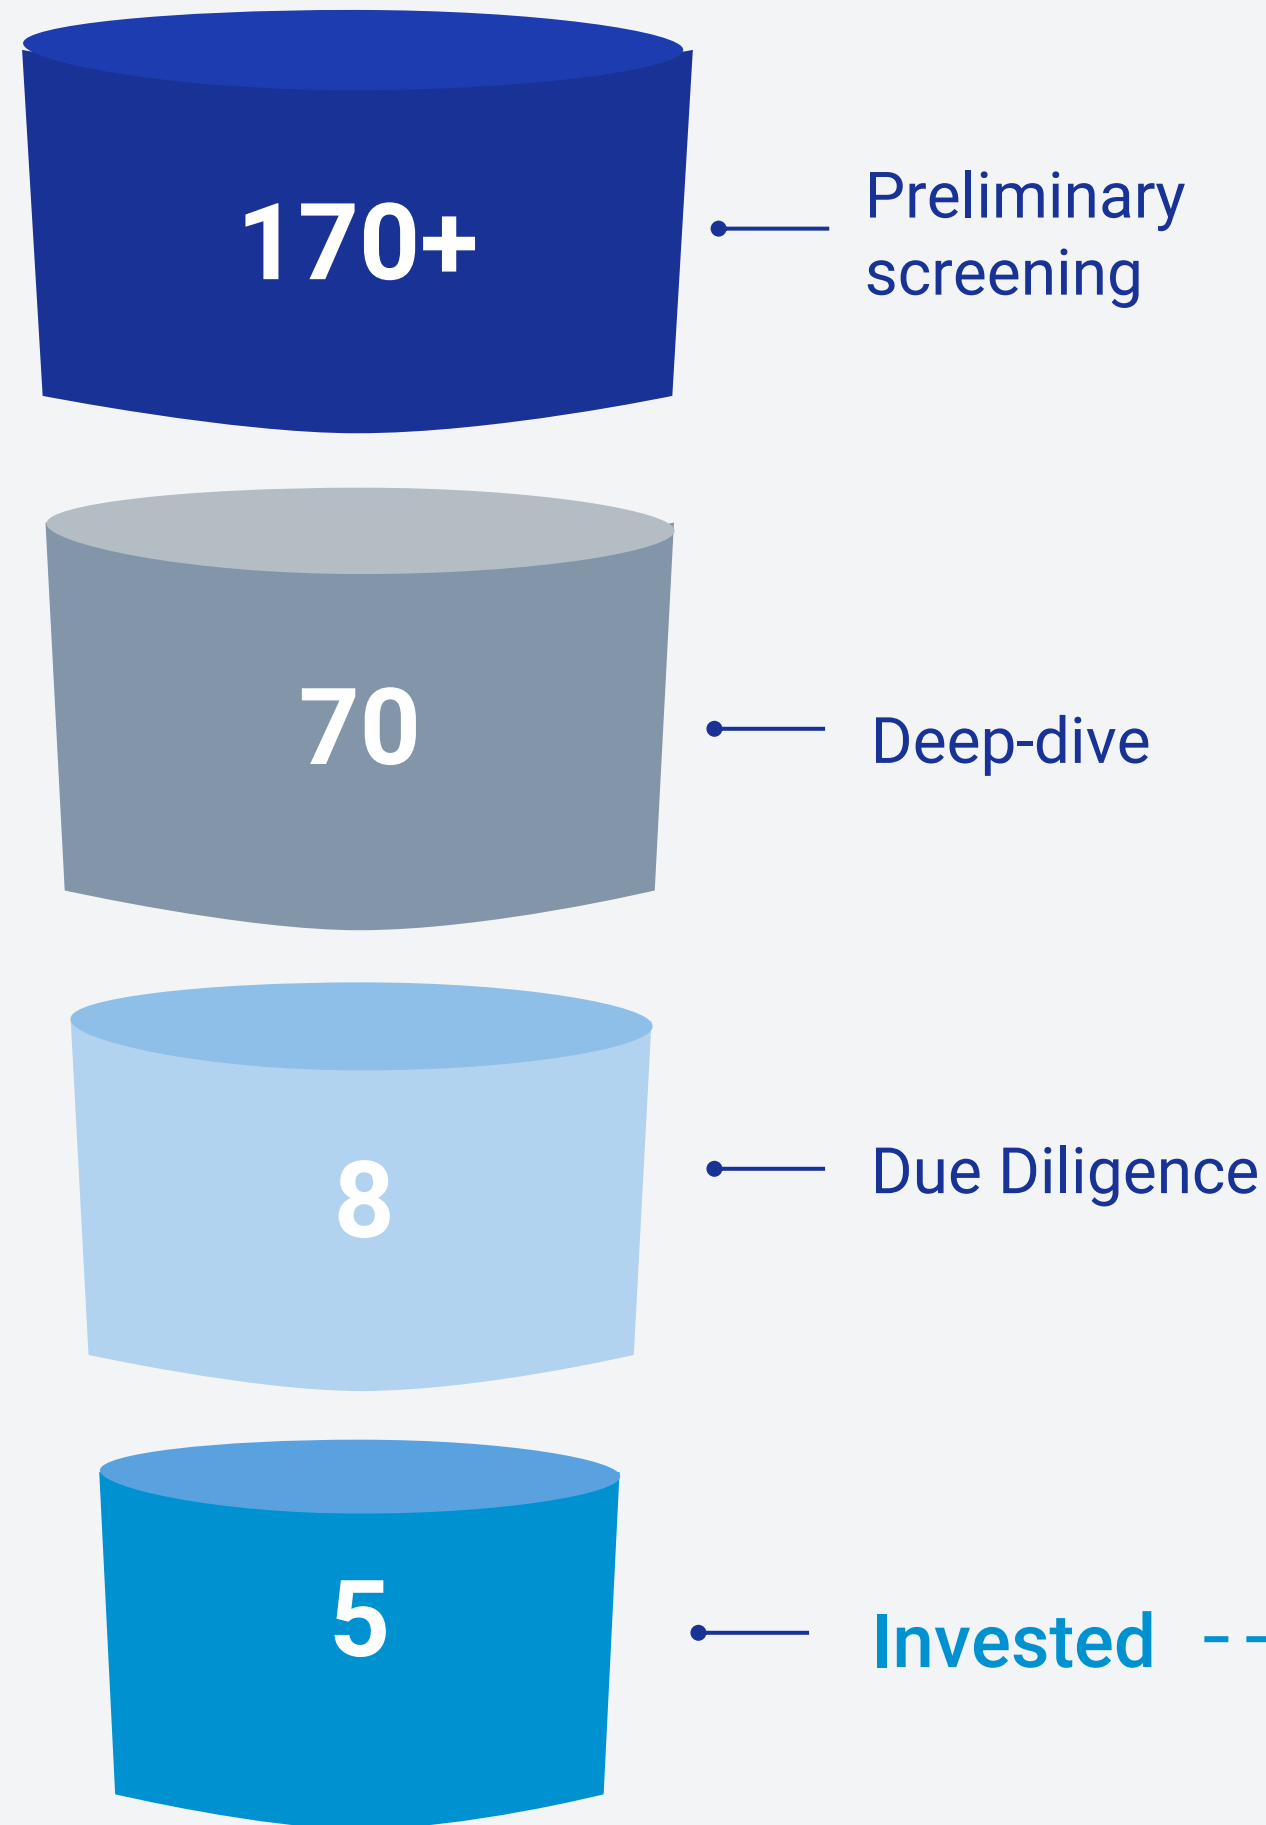 170+
Preliminary
screening
70
Deep-dive
8
Due Diligence
5
Invested